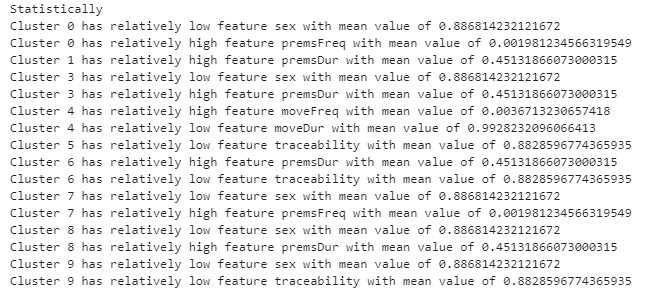 Statistically
Cluster 0 has relatively low feature sex with mean value of 0.886814232121672
Cluster 0 has relatively high feature premsFreq with mean value of 0.001981234566319549
Cluster 1 has relatively high feature premsDur with mean value of 0.45131866073000315
Cluster 3 has relatively low feature sex with mean value of 0.886814232121672
Cluster 3 has relatively high feature premsDur with mean value of 0.45131866073000315
Cluster 4 has relatively high feature moveFreq with mean value of 0.0036713230657418
Cluster 4 has relatively low feature moveDur with mean value of 0.9928232096066413
Cluster 5 has relatively low feature traceability with mean value of 0.8828596774365935
Cluster 6 has relatively high feature premsDur with mean value of 0.45131866073000315
Cluster 6 has relatively low feature traceability with mean value of 0.8828596774365935
Cluster 7 has relatively low feature sex with mean value of 0.886814232121672
Cluster 7 has relatively high feature premsFreq with mean value of 0.001981234566319549
Cluster 8 has relatively low feature sex with mean value of 0.886814232121672
Cluster 8 has relatively high feature premsDur with mean value of 0.45131866073000315
Cluster 9 has relatively low feature sex with mean value of 0.886814232121672
Cluster 9 has relatively low feature traceability with mean value of 0.8828596774365935